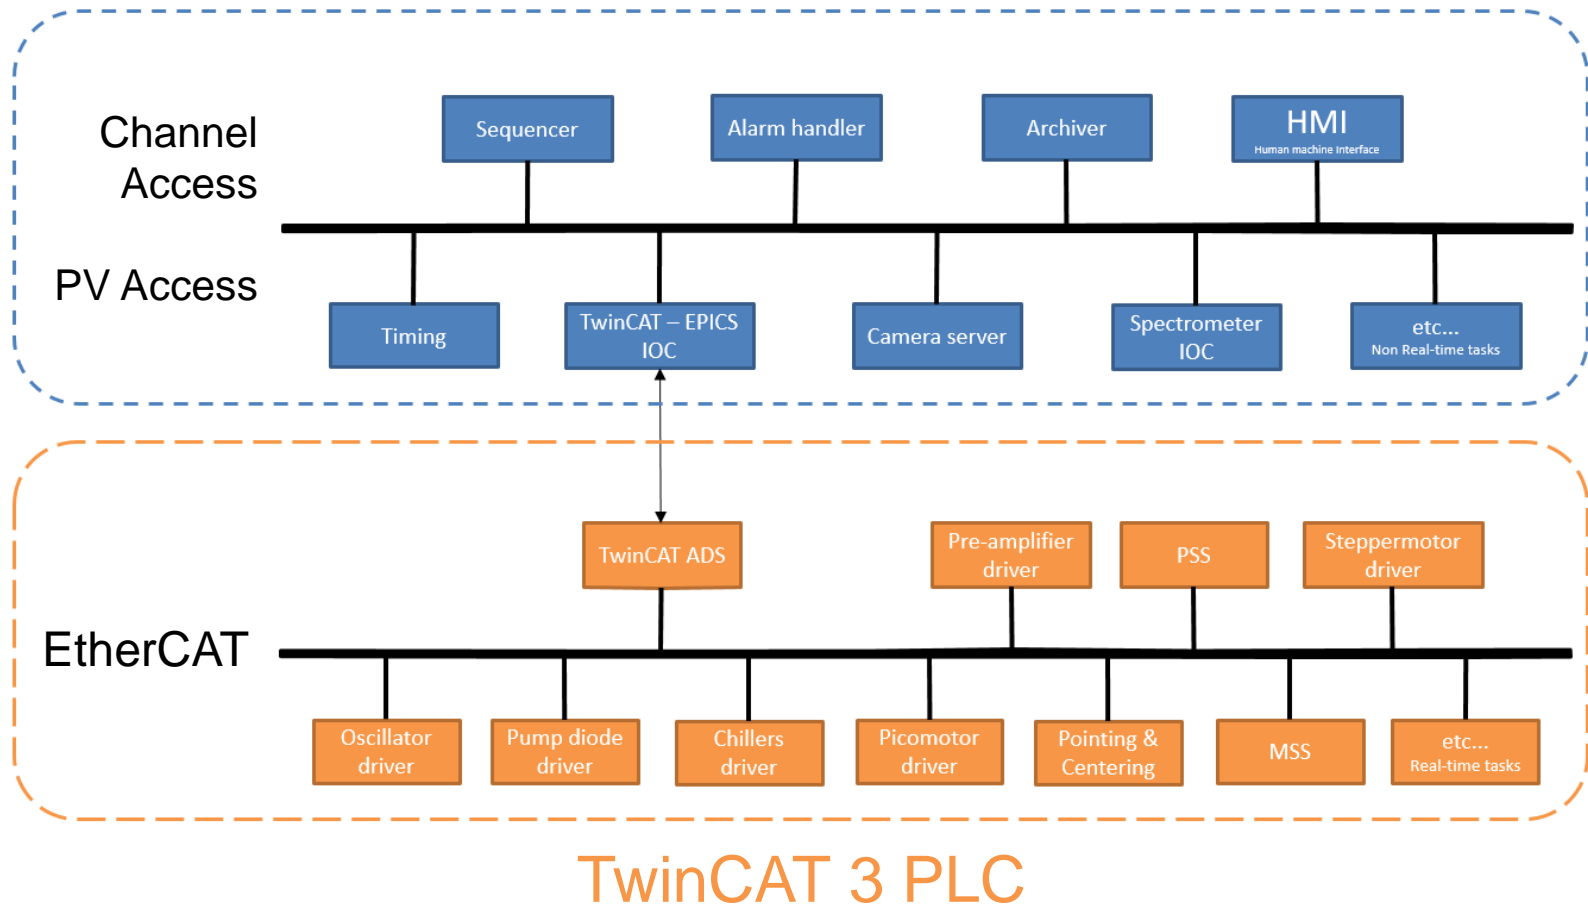 Channel
Access
Sequencer
Alarm handler
Archiver
HMI
Human machine Interface
PV Access
Timing
TwinCAT – EPICS
IOC
Camera server
Spectrometer
IOC
etc...
Non Real-time tasks
TwinCAT ADS
Pre-amplifier
driver
PSS
Steppermotor
driver
EtherCAT
Oscillator
driver
Pump diode
driver
Chillers
driver
Picomotor
driver
Pointing &
Centering
MSS
etc...
Real-time tasks
TwinCAT 3 PLC